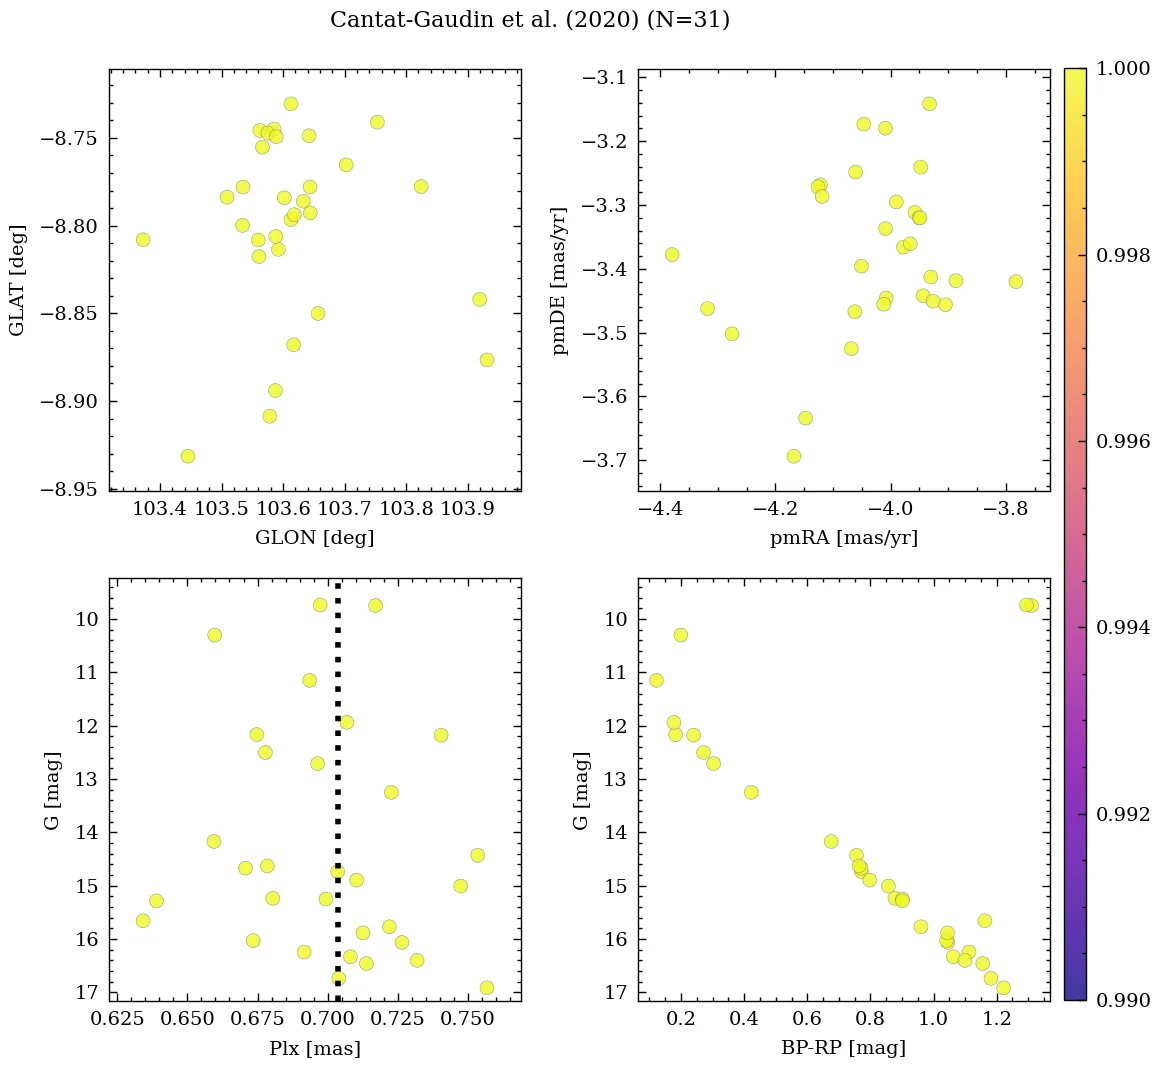 Cantat-Gaudin et al. (2020) (N=31)
−8.75
−8.80
−8.85
−8.90
−8.95
GLAT [deg]
103.4 103.5 103.6 103.7 103.8 103.9
GLON [deg]
−3.1
−3.2
−3.3
−3.4
−3.5
−3.6
−3.7
pmDE [mas/yr]
−4.4 −4.2 −4.0 −3.8
pmRA [mas/yr]
10
11
12
13
14
15
16
17
G [mag]
0.625 0.650 0.675 0.700 0.725 0.750
Plx [mas]
10
11
12
13
14
15
16
17
G [mag]
0.2 0.4 0.6 0.8 1.0 1.2
BP-RP [mag]
1.000
0.998
0.996
0.994
0.992
0.990